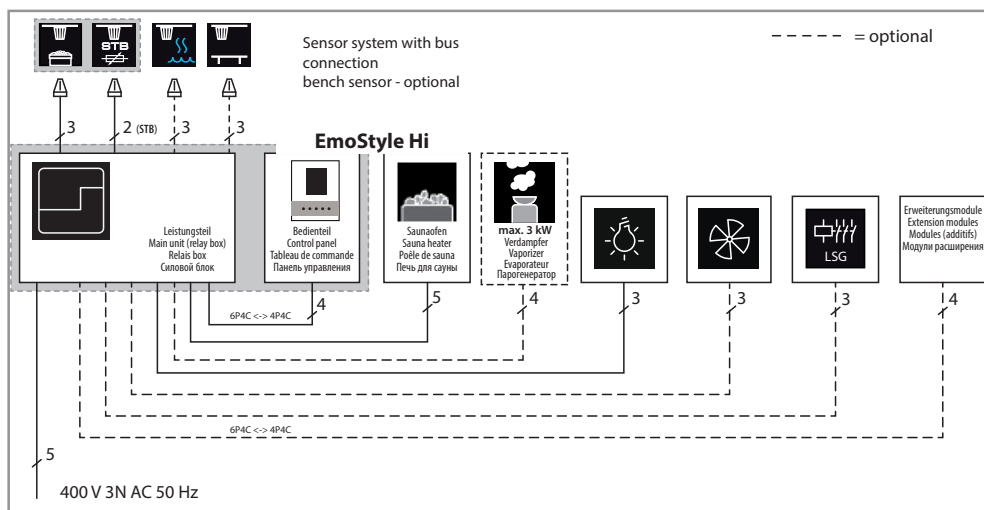 Sensor system with bus
connection
bench sensor - optional
= optional
STB
3
2 (STB)
3
3
EmoStyle Hi
Leistungsteil
Main unit (relay box)
Relais box
Силовой блок
Bedienteil
Control panel
Tableau de commande
Панель управления
Saunaofen
Sauna heater
Poêle de sauna
Печь для сауны
max. 3 kW
Verdampfer
Vaporizer
Evaporateur
Парогенератор
LSG
Erweiterungsmodule
Extension modules
Modules (additifs)
Модули расширения
4
5
4
3
3
3
4
6P4C <-> 4P4C
6P4C <-> 4P4C
5
400 V 3N AC 50 Hz